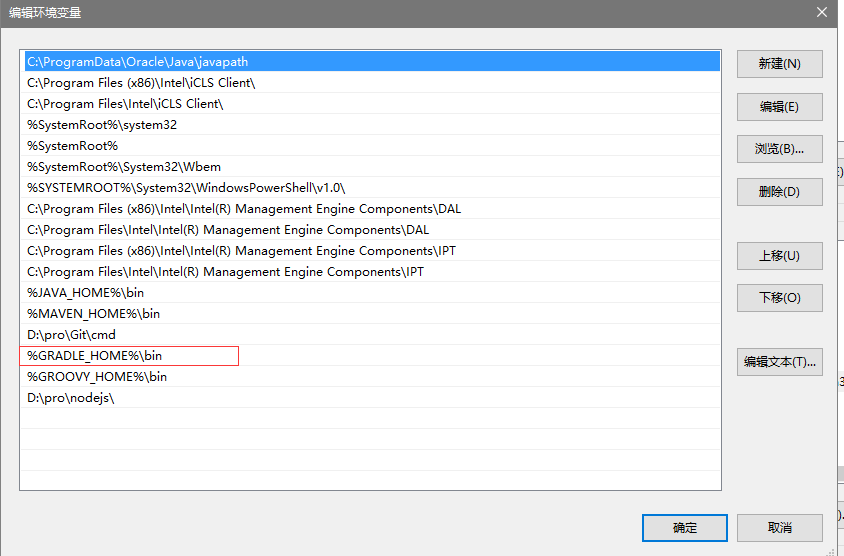 编辑环境变量
C:\ProgramData\Oracle\Java\javapath
C:\Program Files (x86)\Intel\iCLS Client\
C:\Program Files\Intel\iCLS Client\
%SystemRoot%\system32
%SystemRoot%
%SystemRoot%\System32\Wbem
%SYSTEMROOT%\System32\WindowsPowerShell\v1.0\
C:\Program Files (x86)\Intel\Intel(R) Management Engine Components\DAL
C:\Program Files\Intel\Intel(R) Management Engine Components\DAL
C:\Program Files (x86)\Intel\Intel(R) Management Engine Components\IPT
C:\Program Files\Intel\Intel(R) Management Engine Components\IPT
%JAVA_HOME%\bin
%MAVEN_HOME%\bin
D:\pro\Git\cmd
%GRADLE_HOME%\bin
%GROOVY_HOME%\bin
D:\pro\nodejs\
新建(N)
编辑(E)
浏览(B)...
删除(D)
上移(U)
下移(O)
编辑文本(T)...
确定
取消